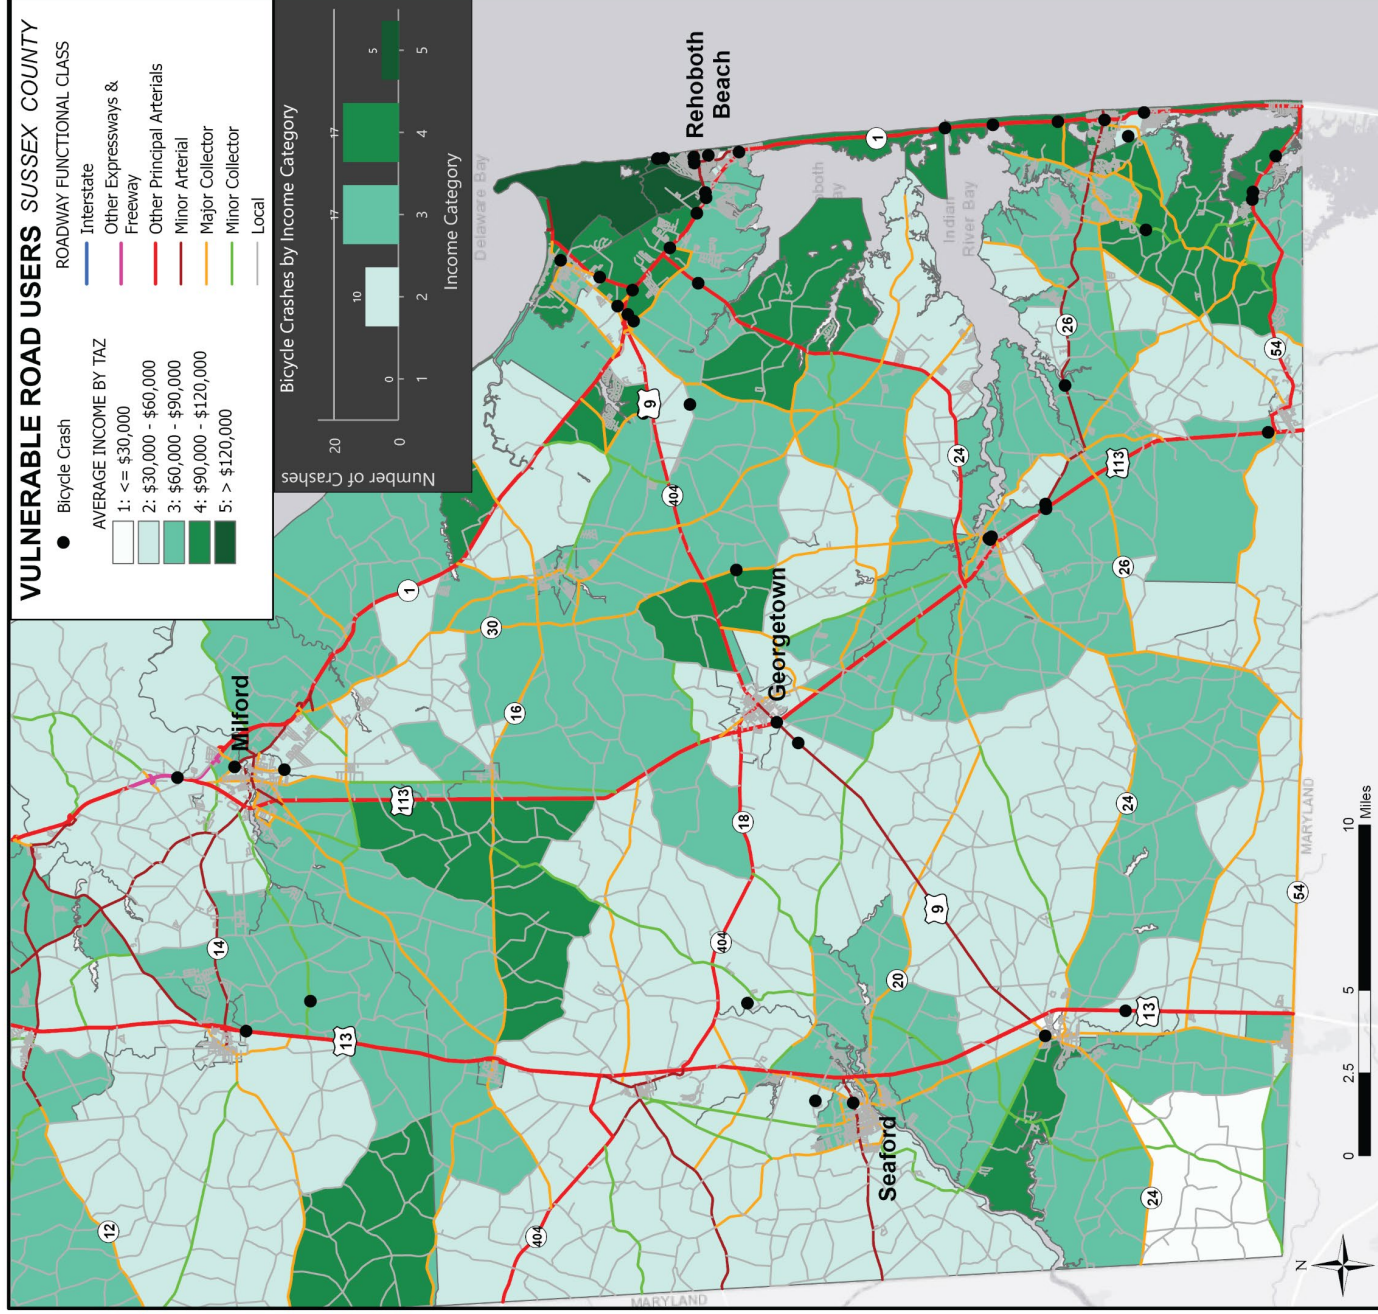 VULNERABLE ROAD USERS SUSSEX COUNTY
Bicycle Crash
AVERAGE INCOME BY TAZ
1: <= $30,000
2: $30,000 - $60,000
3: $60,000 - $90,000
4: $90,000 - $120,000
5: > $120,000
ROADWAY FUNCTIONAL CLASS
Interstate
Other Expressways &
Freeway
Other Principal Arterials
Minor Arterial
Major Collector
Minor Collector
Local
Bicycle Crashes by Income Category
Number of Crashes
20
0
0
10
17
17
5
1
2
3
4
5
Income Category
Delaware Bay
Rehoboth
Beach
Indian
River Bay
Milford
Georgetown
Seaford
MARYLAND
MARYLAND
12
14
13
113
1
30
16
404
404
18
9
404
24
1
26
113
26
54
20
9
24
13
24
54
N
0
2.5
5
10
Miles